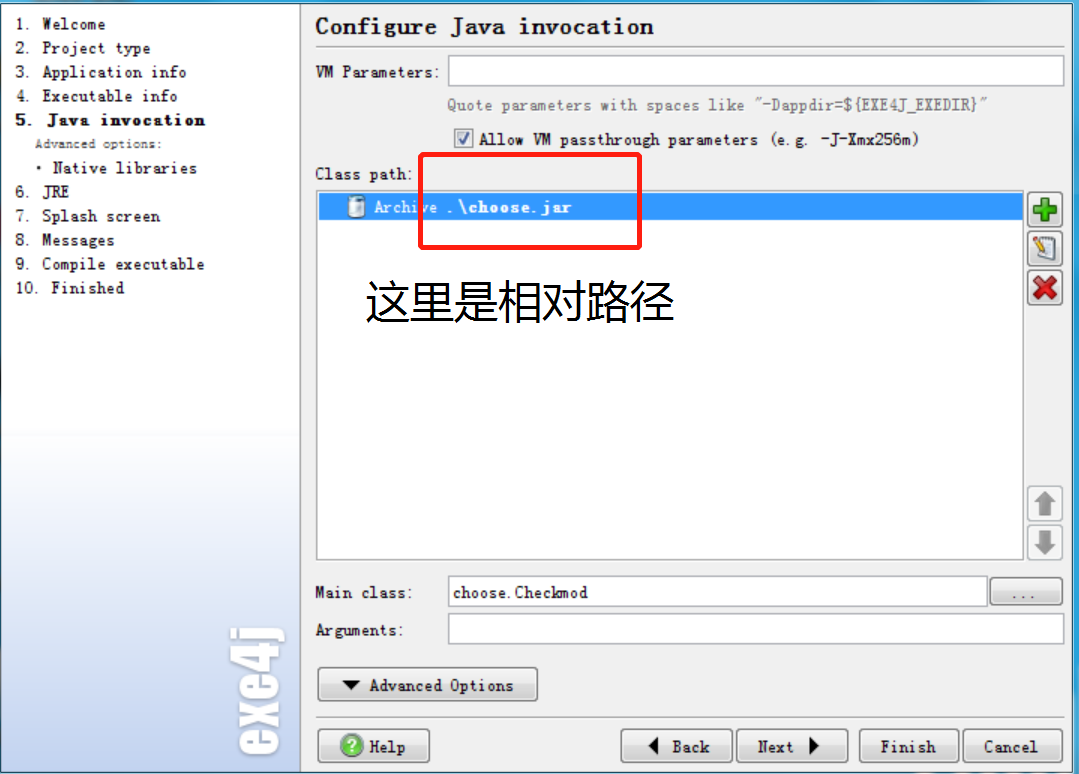 1. Welcome
2. Project type
3. Application info
4. Executable info
5. Java invocation
Advanced options:
• Native libraries
6. JRE
7. Splash screen
8. Messages
9. Compile executable
10. Finished
exe4j
Configure Java invocation
VM Parameters:
Quote parameters with spaces like "-Dappdir=${EXE4J_EXEDIR}"
Allow VM passthrough parameters (e.g. -J-Xmx256m)
Class path:
Archive .\choose.jar
这里是相对路径
Main class: choose.Checkmod ...
Arguments:
Advanced Options
Help Back Next Finish Cancel